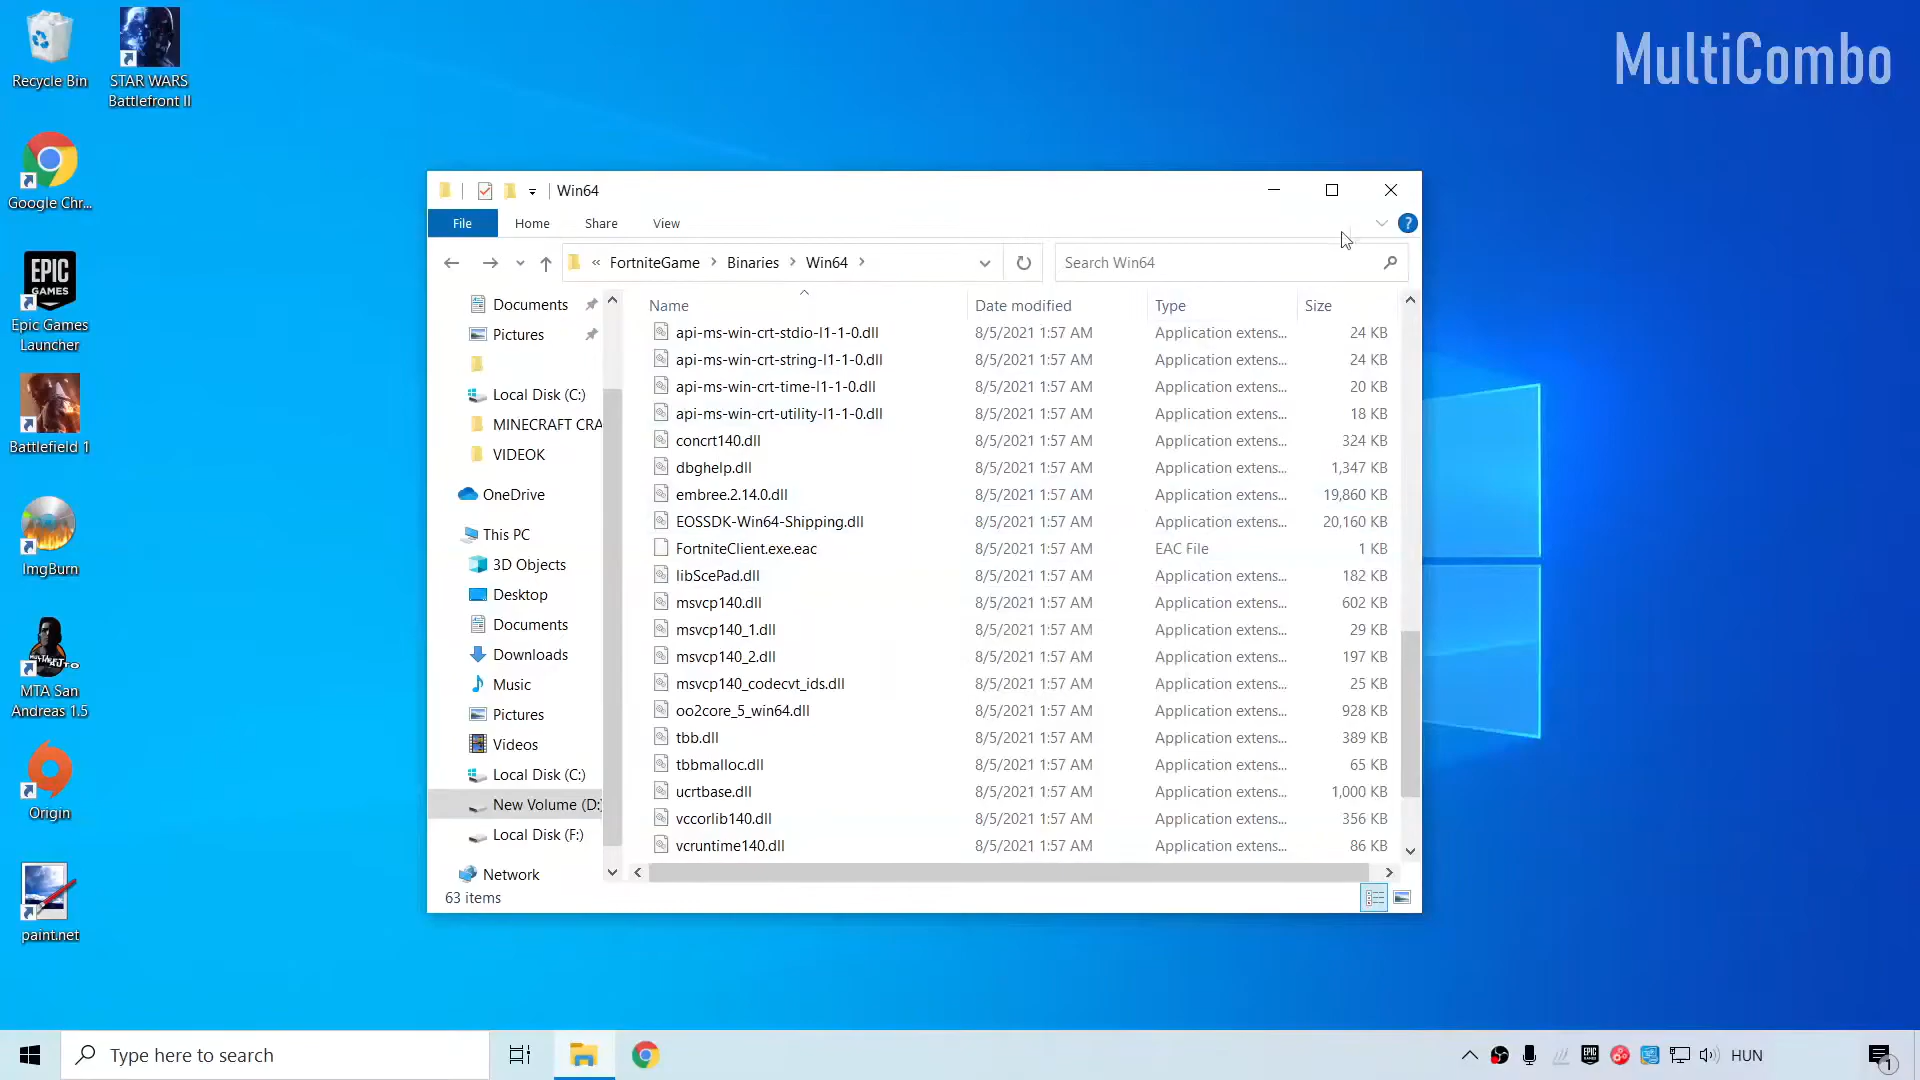 MultiCombo
Recycle Bin
STAR WARS
Battlefront II
Google Chr...
EPIC
GAMES
Epic Games
Launcher
Battlefield 1
ImgBurn
MTA San
Andreas 1.5
Origin
paint.net
Win64
File Home Share View
« FortniteGame > Binaries > Win64 >
Search Win64
Name Date modified Type Size
Documents
Pictures
Local Disk (C:)
MINECRAFT CRA
VIDEOK
OneDrive
This PC
3D Objects
Desktop
Documents
Downloads
Music
Pictures
Videos
Local Disk (C:)
New Volume (D:)
Local Disk (F:)
Network
api-ms-win-crt-stdio-l1-1-0.dll 8/5/2021 1:57 AM Application extens... 24 KB
api-ms-win-crt-string-l1-1-0.dll 8/5/2021 1:57 AM Application extens... 24 KB
api-ms-win-crt-time-l1-1-0.dll 8/5/2021 1:57 AM Application extens... 20 KB
api-ms-win-crt-utility-l1-1-0.dll 8/5/2021 1:57 AM Application extens... 18 KB
concrt140.dll 8/5/2021 1:57 AM Application extens... 324 KB
dbghelp.dll 8/5/2021 1:57 AM Application extens... 1,347 KB
embree.2.14.0.dll 8/5/2021 1:57 AM Application extens... 19,860 KB
EOSSDK-Win64-Shipping.dll 8/5/2021 1:57 AM Application extens... 20,160 KB
FortniteClient.exe.eac 8/5/2021 1:57 AM EAC File 1 KB
libScePad.dll 8/5/2021 1:57 AM Application extens... 182 KB
msvcp140.dll 8/5/2021 1:57 AM Application extens... 602 KB
msvcp140_1.dll 8/5/2021 1:57 AM Application extens... 29 KB
msvcp140_2.dll 8/5/2021 1:57 AM Application extens... 197 KB
msvcp140_codecvt_ids.dll 8/5/2021 1:57 AM Application extens... 25 KB
oo2core_5_win64.dll 8/5/2021 1:57 AM Application extens... 928 KB
tbb.dll 8/5/2021 1:57 AM Application extens... 389 KB
tbbmalloc.dll 8/5/2021 1:57 AM Application extens... 65 KB
ucrtbase.dll 8/5/2021 1:57 AM Application extens... 1,000 KB
vccorlib140.dll 8/5/2021 1:57 AM Application extens... 356 KB
vcruntime140.dll 8/5/2021 1:57 AM Application extens... 86 KB
63 items
Type here to search
HUN
1